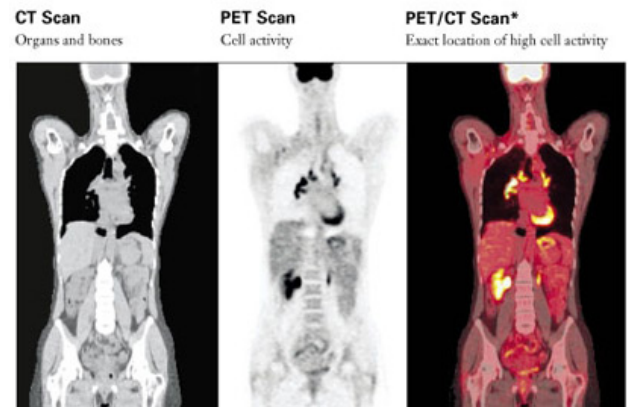 CT Scan
Organs and bones
PET Scan
Cell activity
PET/CT Scan*
Exact location of high cell activity